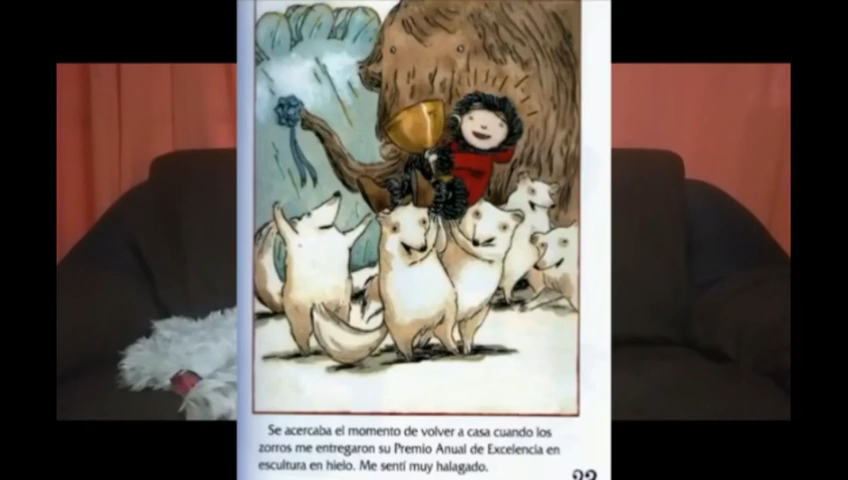 Se acercaba el momento de volver a casa cuando los
zorros me entregaron su Premio Anual de Excelencia en
escultura en hielo. Me sentí muy halagado.